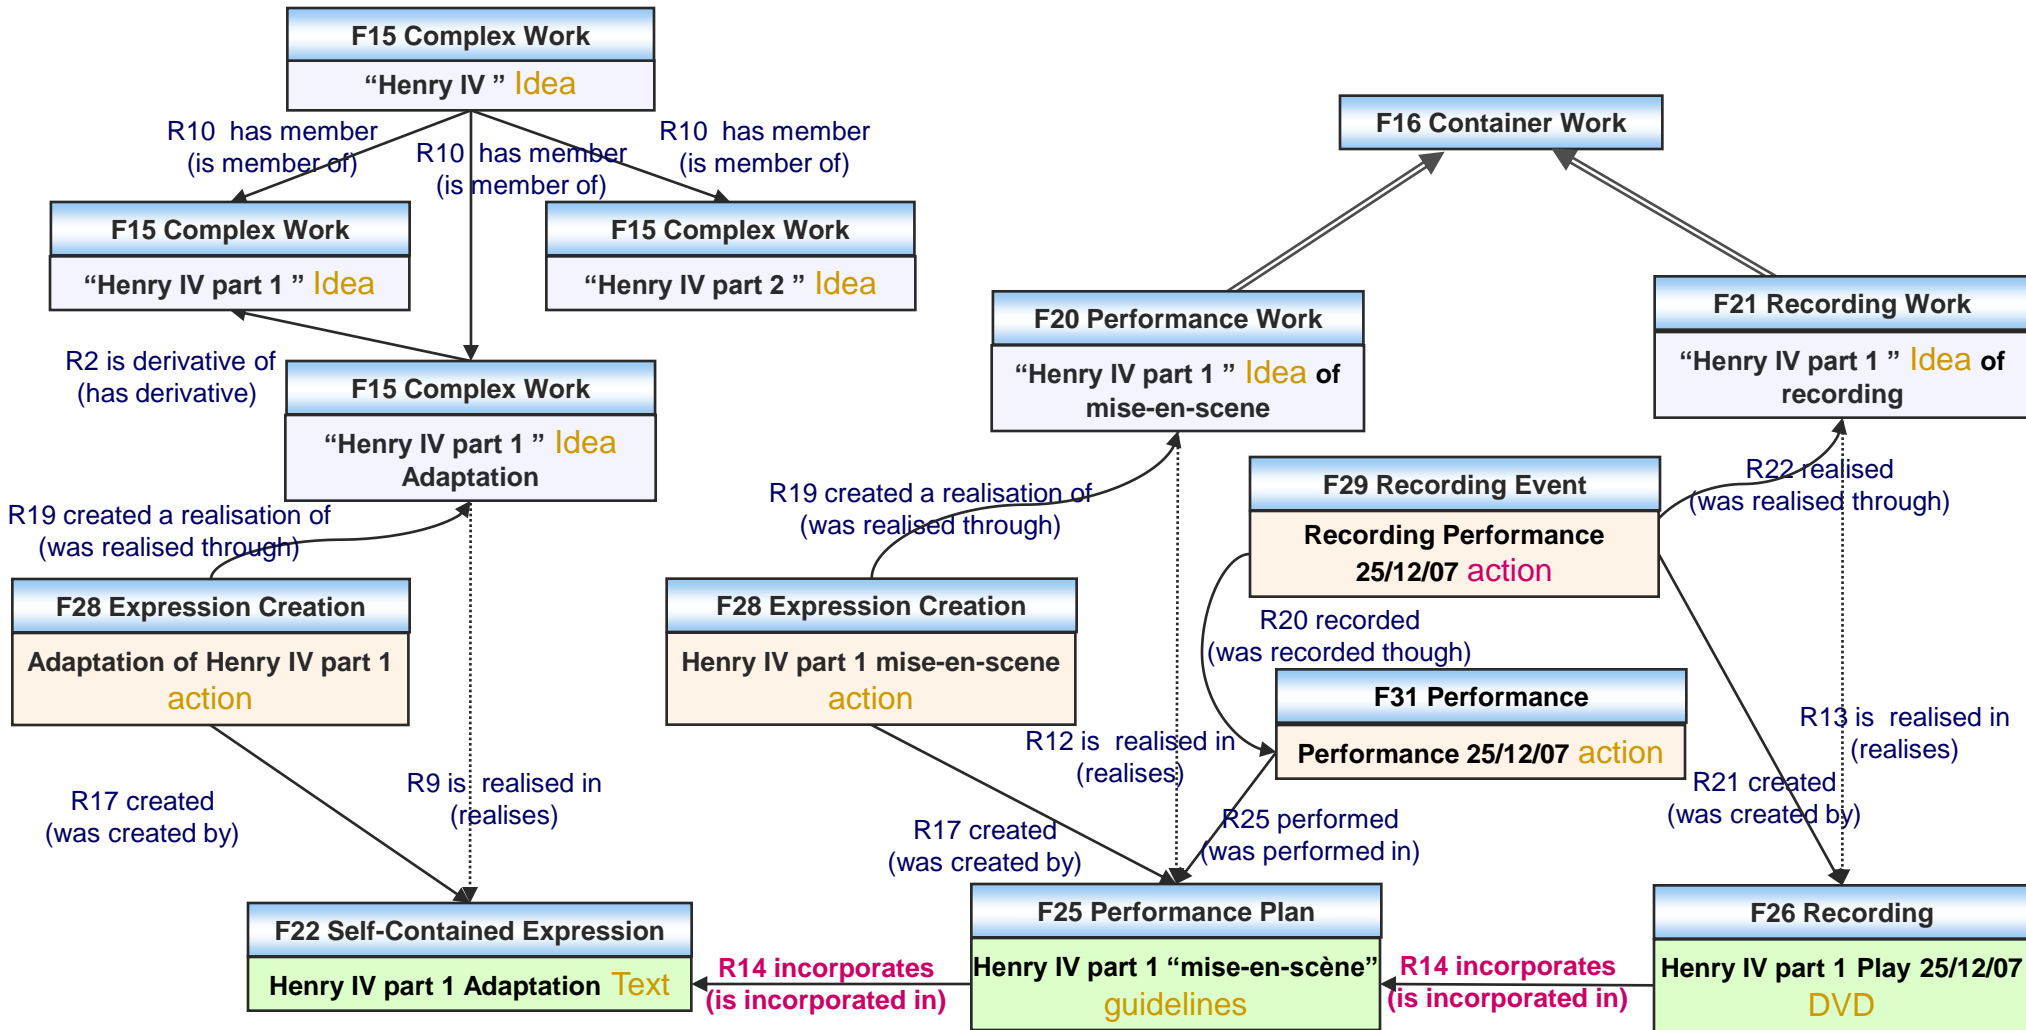 F15 Complex Work
“Henry IV ” Idea
R10 has member
(is member of)
R10 has member
(is member of)
R10 has member
(is member of)
F16 Container Work
F15 Complex Work
“Henry IV part 1 ” Idea
F15 Complex Work
“Henry IV part 2 ” Idea
R2 is derivative of
(has derivative)
F15 Complex Work
“Henry IV part 1 ” Idea
Adaptation
F20 Performance Work
“Henry IV part 1 ” Idea of
mise-en-scene
F21 Recording Work
“Henry IV part 1 ” Idea of
recording
R19 created a realisation of
(was realised through)
R19 created a realisation of
(was realised through)
F29 Recording Event
Recording Performance
25/12/07 action
R22 realised
(was realised through)
F28 Expression Creation
Adaptation of Henry IV part 1
action
F28 Expression Creation
Henry IV part 1 mise-en-scene
action
R20 recorded
(was recorded though)
F31 Performance
Performance 25/12/07 action
R12 is realised in
(realises)
R13 is realised in
(realises)
R17 created
(was created by)
R9 is realised in
(realises)
R17 created
(was created by)
R25 performed
(was performed in)
R21 created
(was created by)
F22 Self-Contained Expression
Henry IV part 1 Adaptation Text
R14 incorporates
(is incorporated in)
F25 Performance Plan
Henry IV part 1 “mise-en-scène”
guidelines
R14 incorporates
(is incorporated in)
F26 Recording
Henry IV part 1 Play 25/12/07
DVD